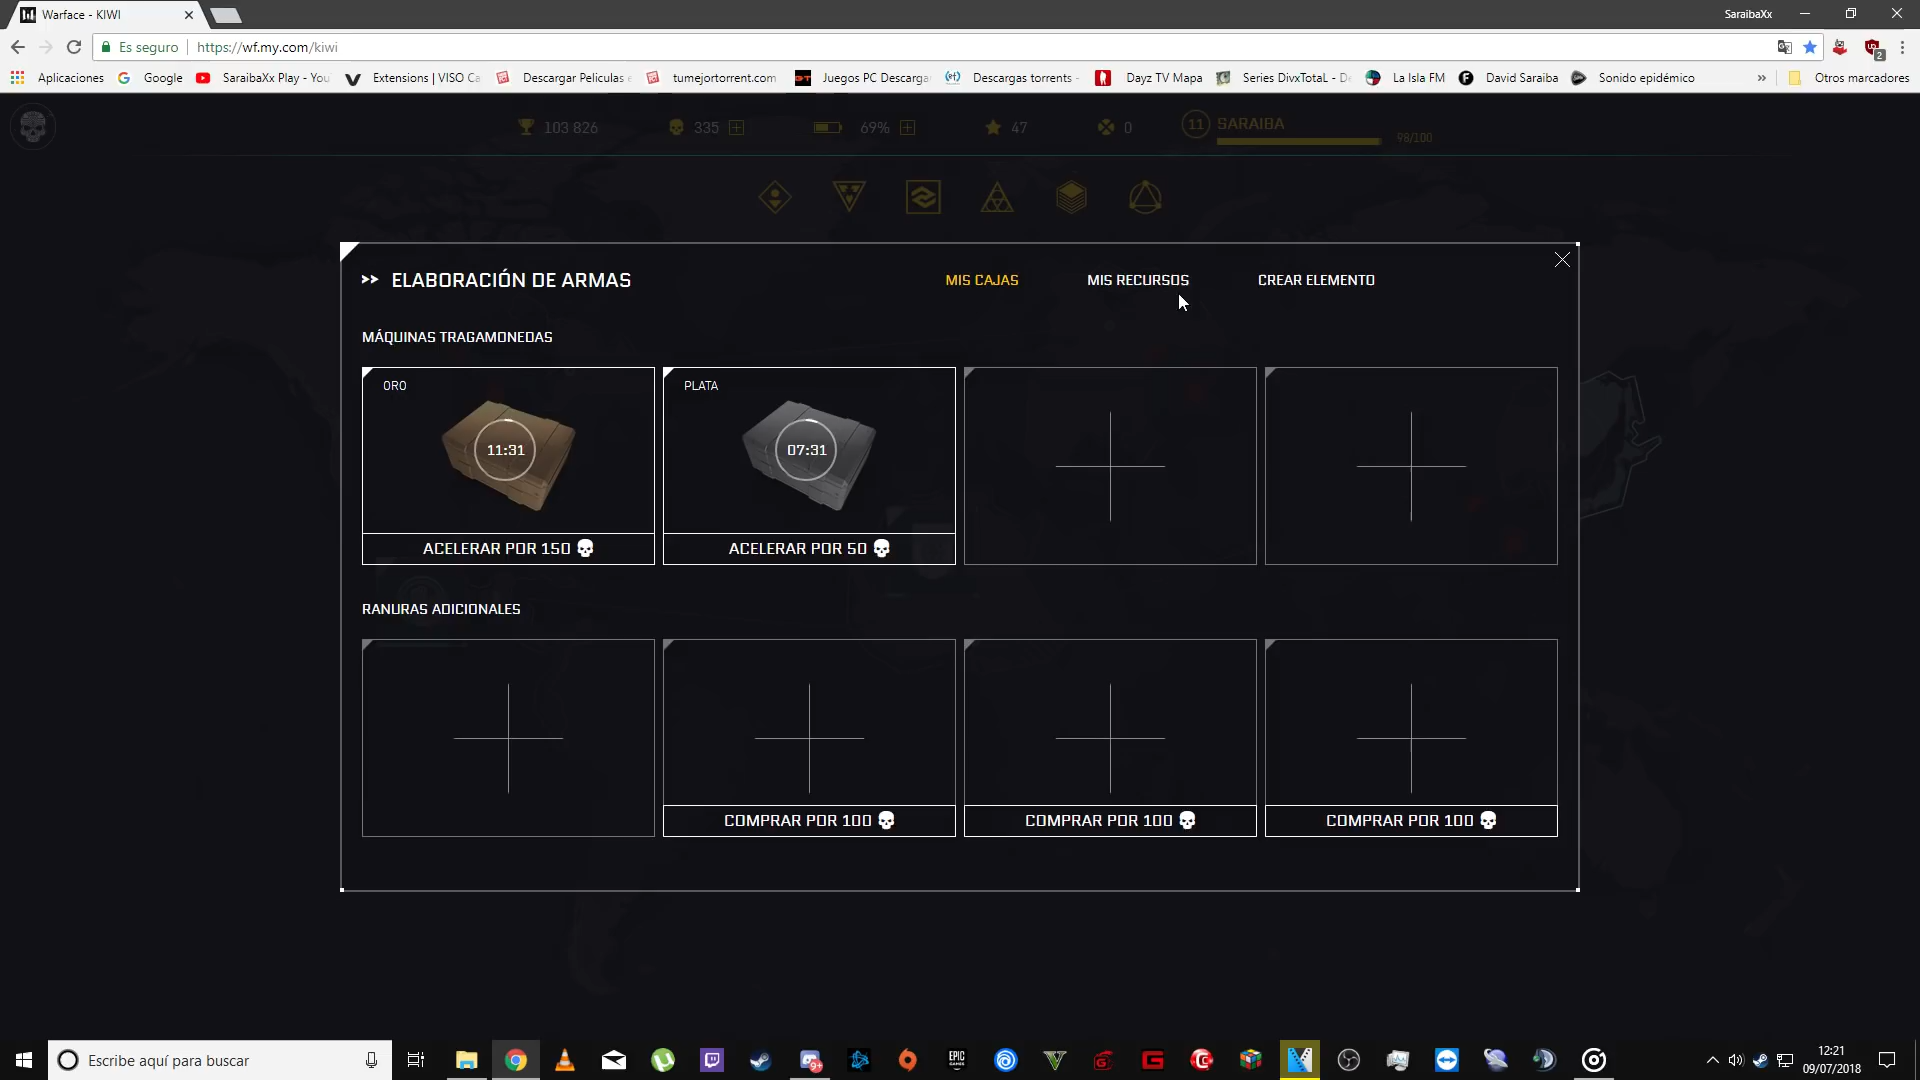 Warface - KIWI
SaraibaXx
Es seguro
https://wf.my.com/kiwi
2
Aplicaciones
Google
SaraibaXx Play - You
Extensions | VISO Ca
Descargar Peliculas
tumejortorrent.com
Juegos PC Descarga
Descargas torrents -
Dayz TV Mapa
Series DivxTotaL - D
La Isla FM
David Saraiba
Sonido epidémico
»
Otros marcadores
103 826
335
69%
47
0
11
SARAIBA
98/100
>> ELABORACIÓN DE ARMAS
MIS CAJAS
MIS RECURSOS
CREAR ELEMENTO
MÁQUINAS TRAGAMONEDAS
ORO
11:31
ACELERAR POR 150
PLATA
07:31
ACELERAR POR 50
RANURAS ADICIONALES
COMPRAR POR 100
COMPRAR POR 100
COMPRAR POR 100
Escribe aquí para buscar
9+
EPIC
GAMES
12:21
09/07/2018